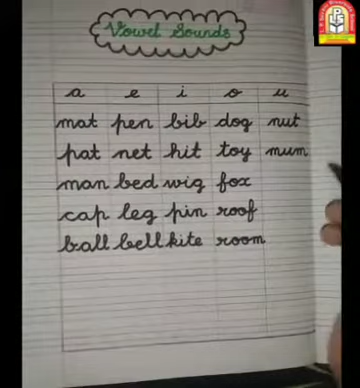 Vowel Sounds
a e i o u
mat pen bib dog nut
pat net hit toy mum
man bed wig fox
cap leg pin roof
ball bell kite room